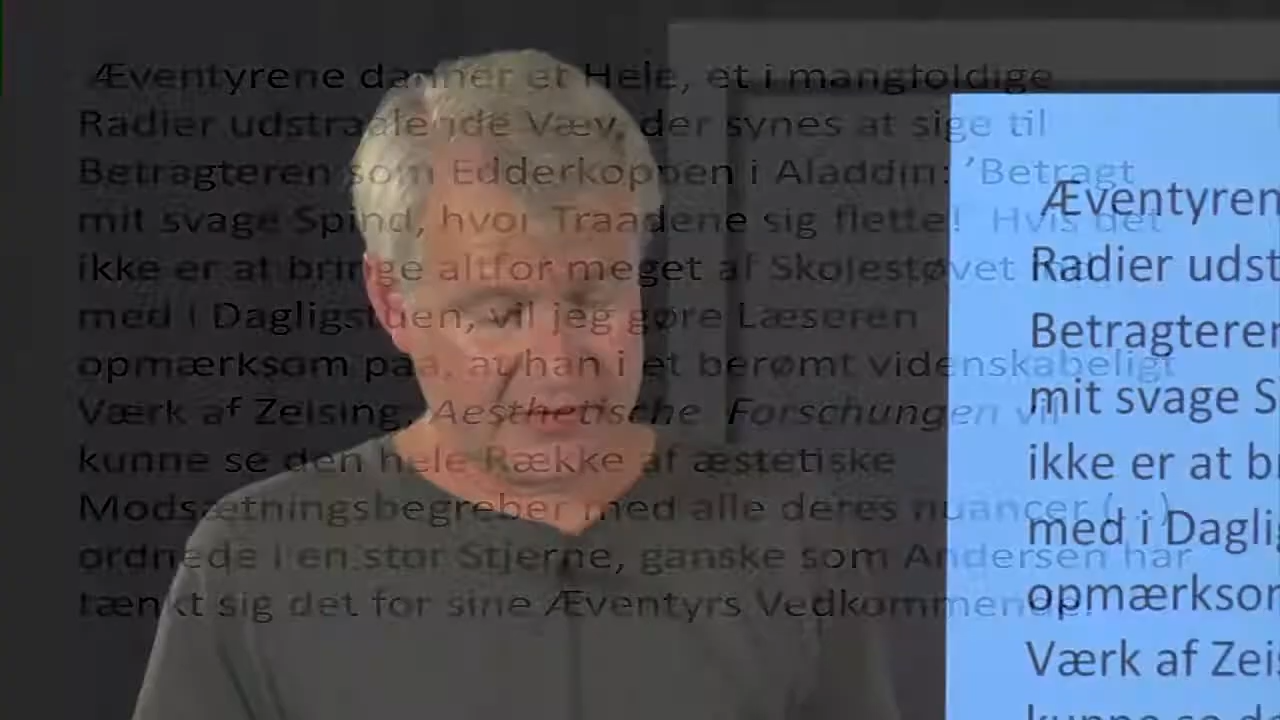 Æventyrene danner et Hele, et i mangfoldige
Radier udstraalende Væv, der synes at sige til
Betragteren som Edderkoppen i Aladdin: ’Betragt
mit svage Spind, hvor Traadene sig flette! Hvis det
ikke er at bringe altfor meget af Skolestøvet ind
med i Dagligstuen, vil jeg gøre Læseren
opmærksom paa, at han i et berømt videnskabeligt
Værk af Zeising, Aesthetische Forschungen vil
kunne se den hele Række af æstetiske
Modsætningsbegreber med alle deres nuancer (...)
ordnede i en stor Stjerne, ganske som Andersen har
tænkt sig det for sine Æventyrs Vedkommende.
Æventyren
Radier udst
Betragteren
mit svage S
ikke er at b
med i Dagli
opmærksor
Værk af Zeis
kunne se de